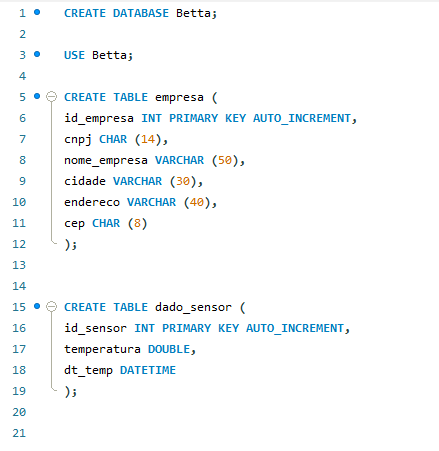 1 CREATE DATABASE Betta;
2
3 USE Betta;
4
5 CREATE TABLE empresa (
6 id_empresa INT PRIMARY KEY AUTO_INCREMENT,
7 cnpj CHAR (14),
8 nome_empresa VARCHAR (50),
9 cidade VARCHAR (30),
10 endereco VARCHAR (40),
11 cep CHAR (8)
12 );
13
14
15 CREATE TABLE dado_sensor (
16 id_sensor INT PRIMARY KEY AUTO_INCREMENT,
17 temperatura DOUBLE,
18 dt_temp DATETIME
19 );
20
21